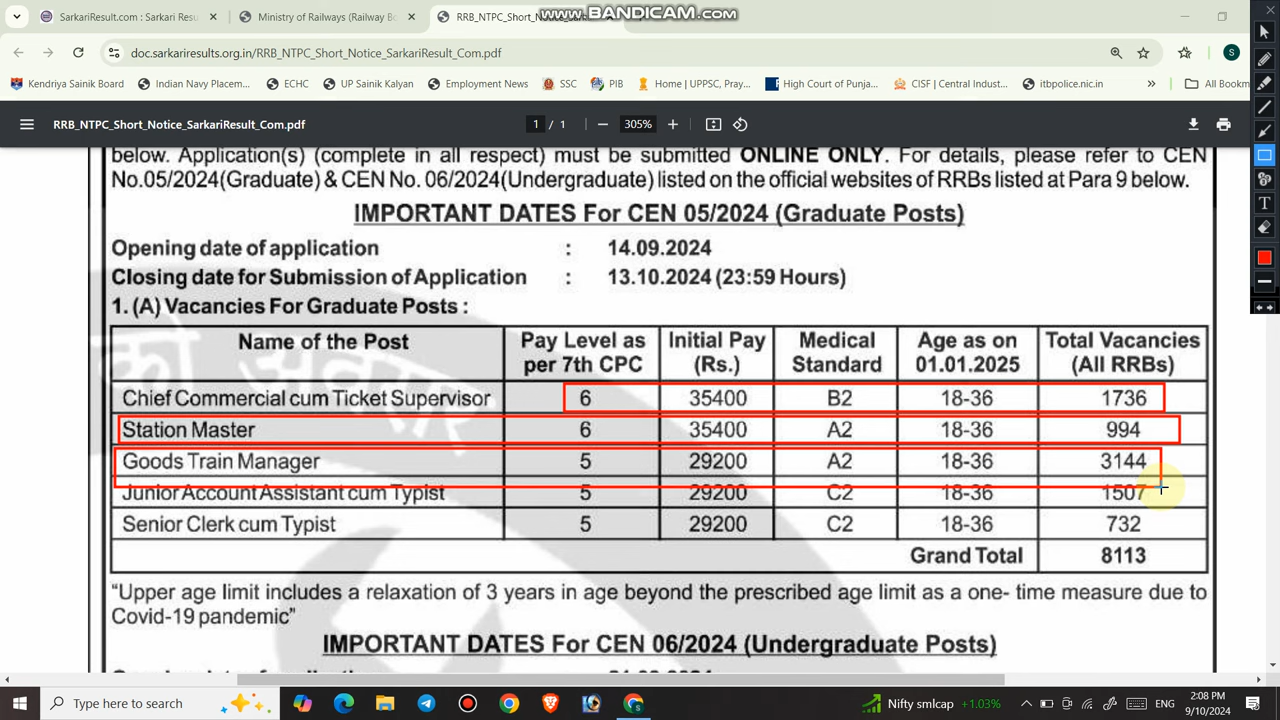 SarkariResult.com : Sarkari Resul
Ministry of Railways (Railway Bo
RRB_NTPC_Short_Notice_Sarkari
www.BANDICAM.com
doc.sarkariresults.org.in/RRB_NTPC_Short_Notice_SarkariResult_Com.pdf
S
Kendriya Sainik Board
Indian Navy Placem...
ECHC
UP Sainik Kalyan
Employment News
SSC
PIB
Home | UPPSC, Pray...
High Court of Punja...
CISF | Central Indust...
itbpolice.nic.in
»
All Bookm
RRB_NTPC_Short_Notice_SarkariResult_Com.pdf
1 / 1
305%
below. Application(s) (complete in all respect) must be submitted ONLINE ONLY. For details, please refer to CEN
No.05/2024(Graduate) & CEN No. 06/2024(Undergraduate) listed on the official websites of RRBs listed at Para 9 below.
IMPORTANT DATES For CEN 05/2024 (Graduate Posts)
Opening date of application : 14.09.2024
Closing date for Submission of Application : 13.10.2024 (23:59 Hours)
1. (A) Vacancies For Graduate Posts :
Name of the Post Pay Level as per 7th CPC Initial Pay (Rs.) Medical Standard Age as on 01.01.2025 Total Vacancies (All RRBs)
Chief Commercial cum Ticket Supervisor 6 35400 B2 18-36 1736
Station Master 6 35400 A2 18-36 994
Goods Train Manager 5 29200 A2 18-36 3144
Junior Account Assistant cum Typist 5 29200 C2 18-36 1507
Senior Clerk cum Typist 5 29200 C2 18-36 732
Grand Total 8113
"Upper age limit includes a relaxation of 3 years in age beyond the prescribed age limit as a one- time measure due to
Covid-19 pandemic"
IMPORTANT DATES For CEN 06/2024 (Undergraduate Posts)
T
Type here to search
Nifty smlcap +1.03%
ENG
2:08 PM
9/10/2024